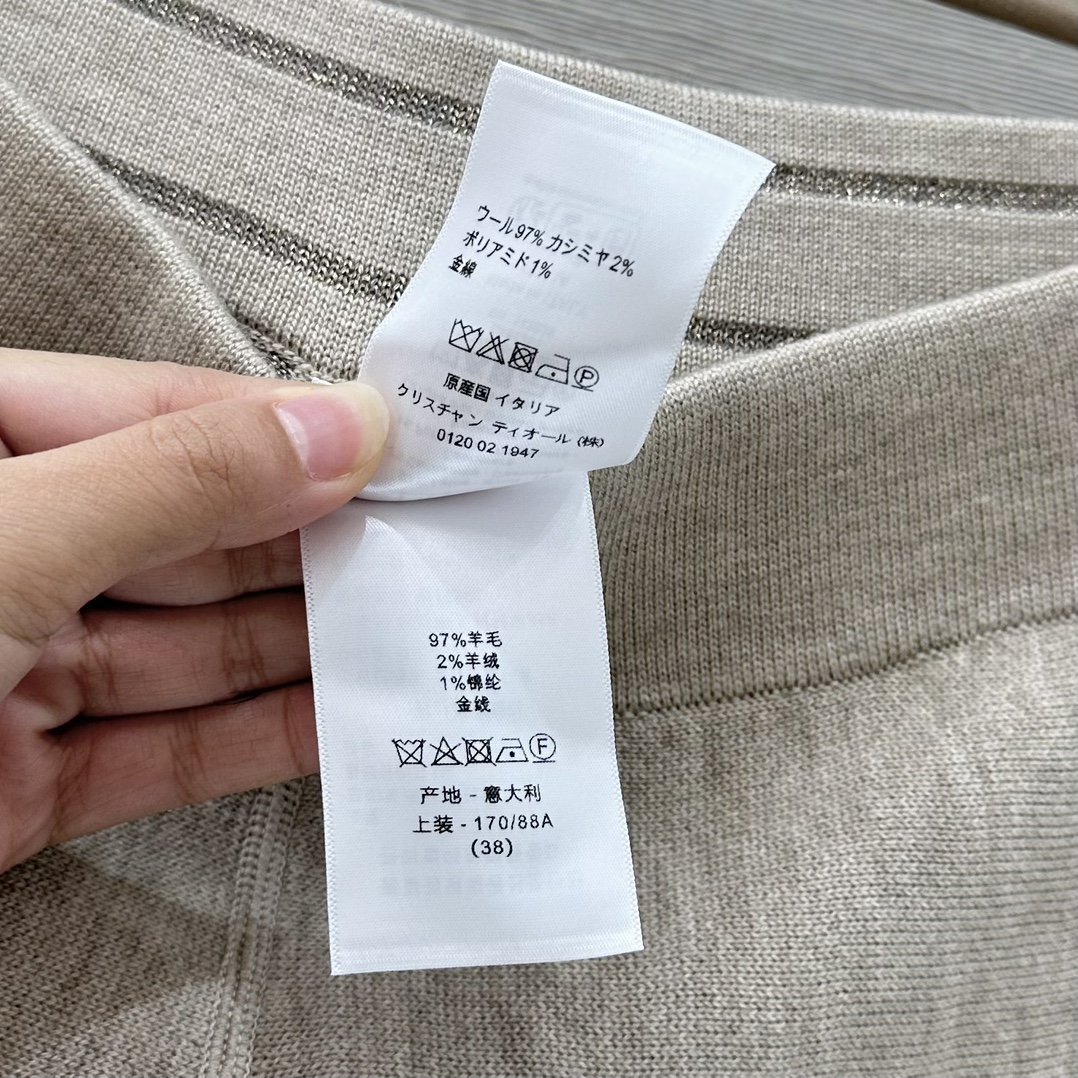 ウール97% カシミヤ2%
ポリアミド1%
金線
P
原産国 イタリア
クリスチャン ディオール (株)
0120 02 1947
97%羊毛
2%羊绒
1%锦纶
金线
F
产地 - 意大利
上装 - 170/88A
(38)